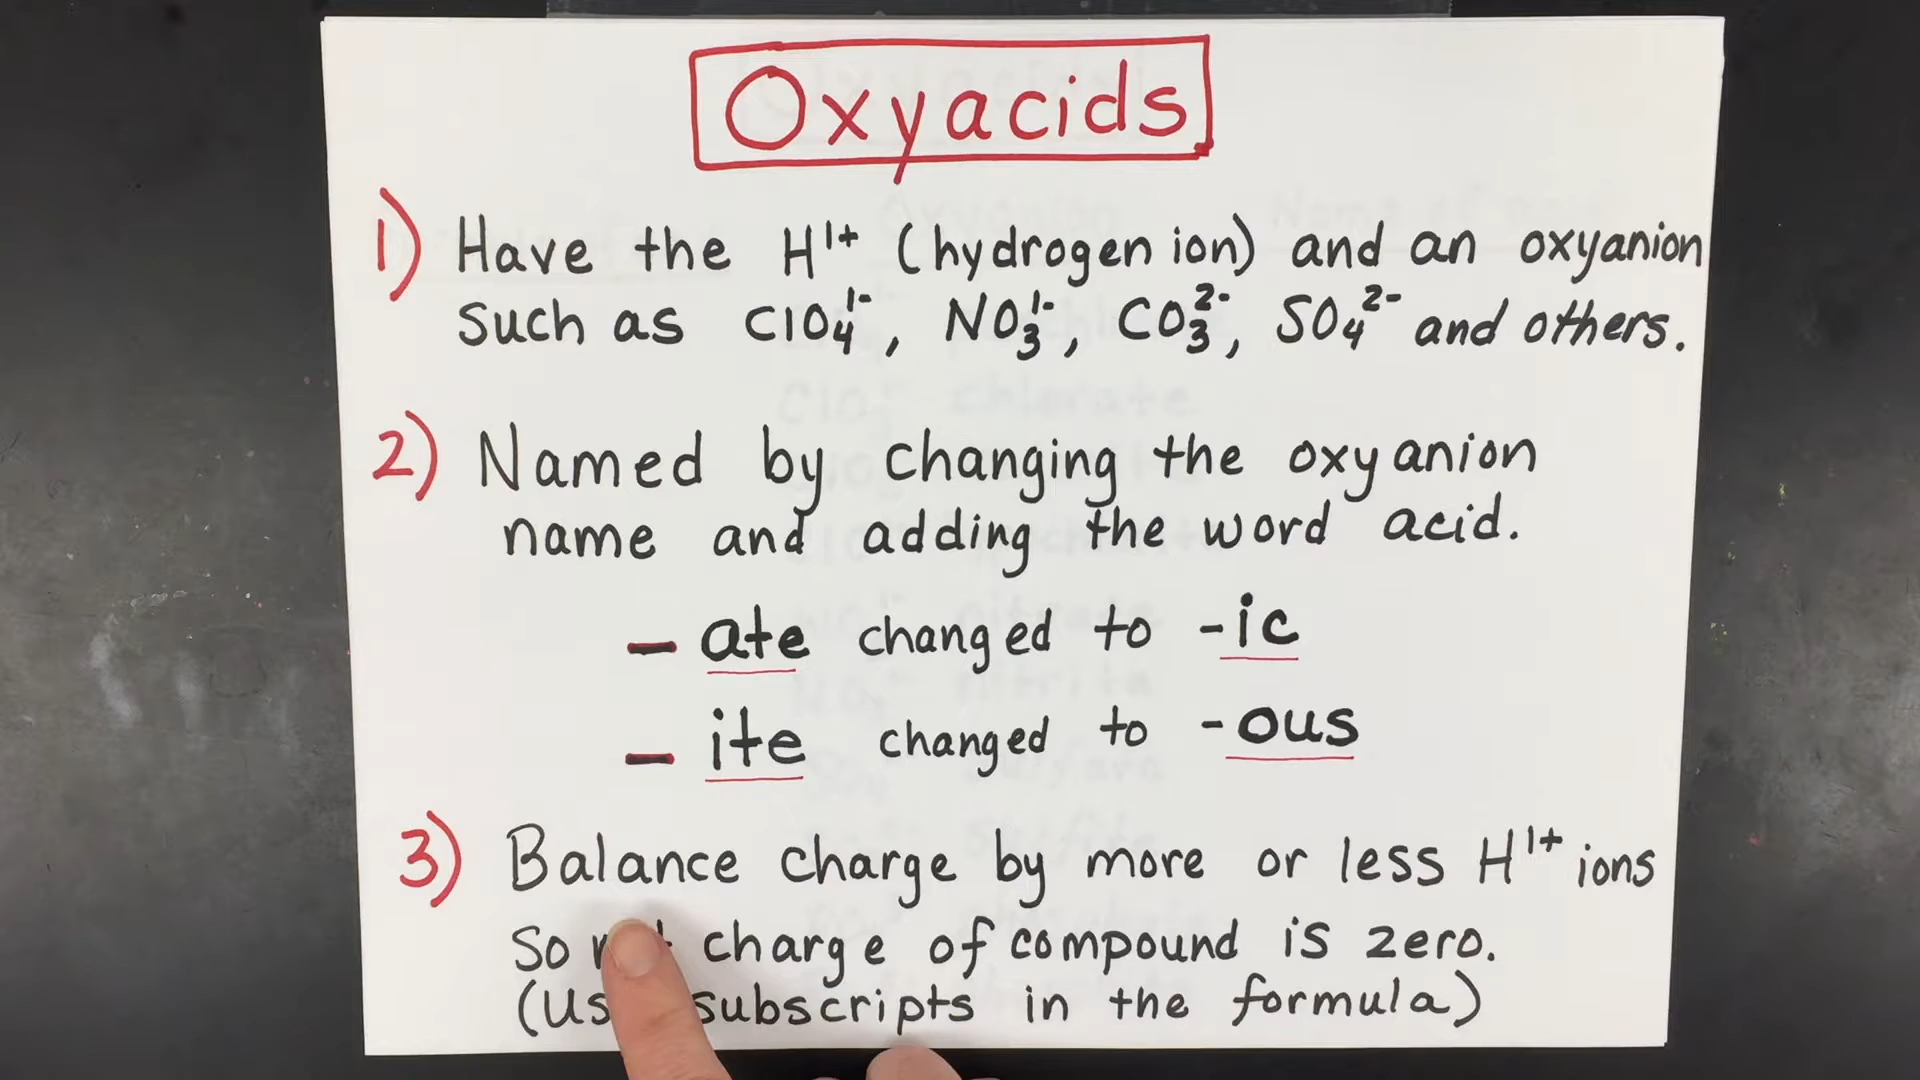 Oxyacids
1) Have the H¹⁺ (hydrogen ion) and an oxyanion
such as ClO₄¹⁻, NO₃¹⁻, CO₃²⁻, SO₄²⁻ and others.
2) Named by changing the oxyanion
name and adding the word acid.
- ate changed to -ic
- ite changed to -ous
3) Balance charge by more or less H¹⁺ ions
So charge of compound is zero.
subscripts in the formula)